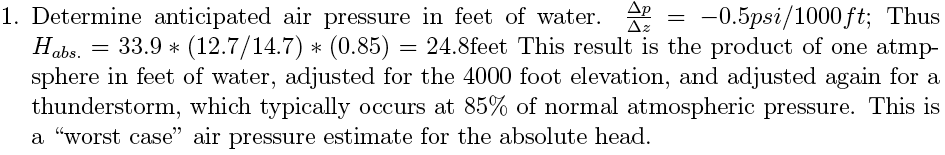 1. Determine anticipated air pressure in feet of water. Δp/Δz = −0.5psi/1000ft; Thus
H_abs. = 33.9 ∗ (12.7/14.7) ∗ (0.85) = 24.8feet This result is the product of one atmp-
sphere in feet of water, adjusted for the 4000 foot elevation, and adjusted again for a
thunderstorm, which typically occurs at 85% of normal atmospheric pressure. This is
a “worst case” air pressure estimate for the absolute head.